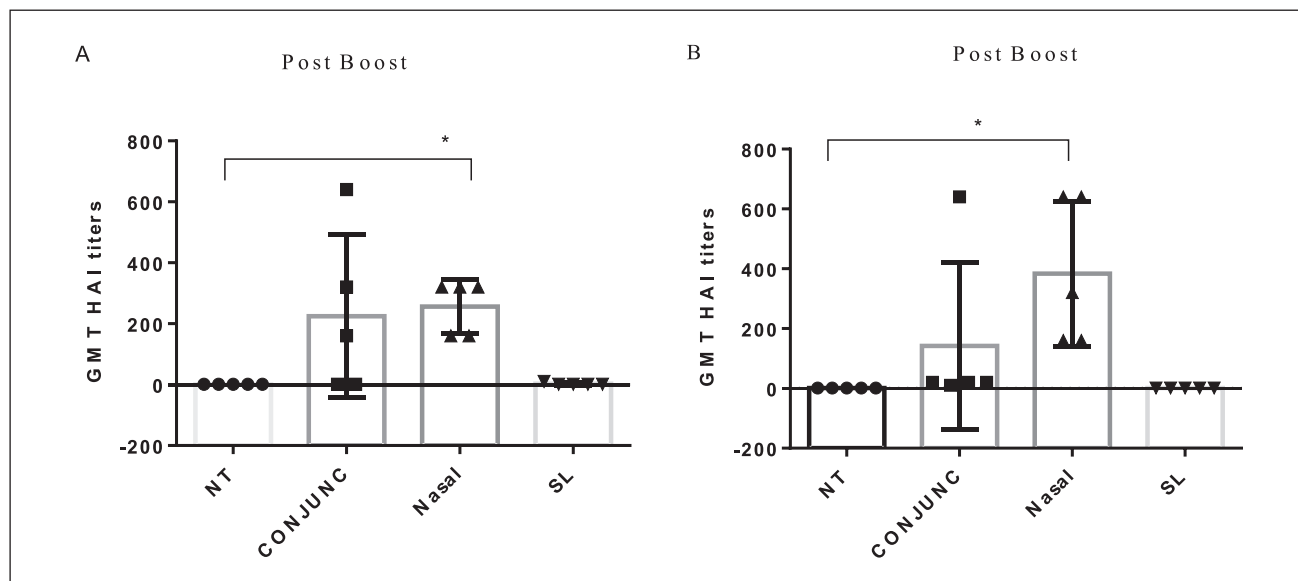 A
Post Boost
*
GMT HAI titers
800
600
400
200
0
-200
NT
CONJUNC
Nasal
SL
B
Post Boost
*
GMT HAI titers
800
600
400
200
0
-200
NT
CONJUNC
Nasal
SL